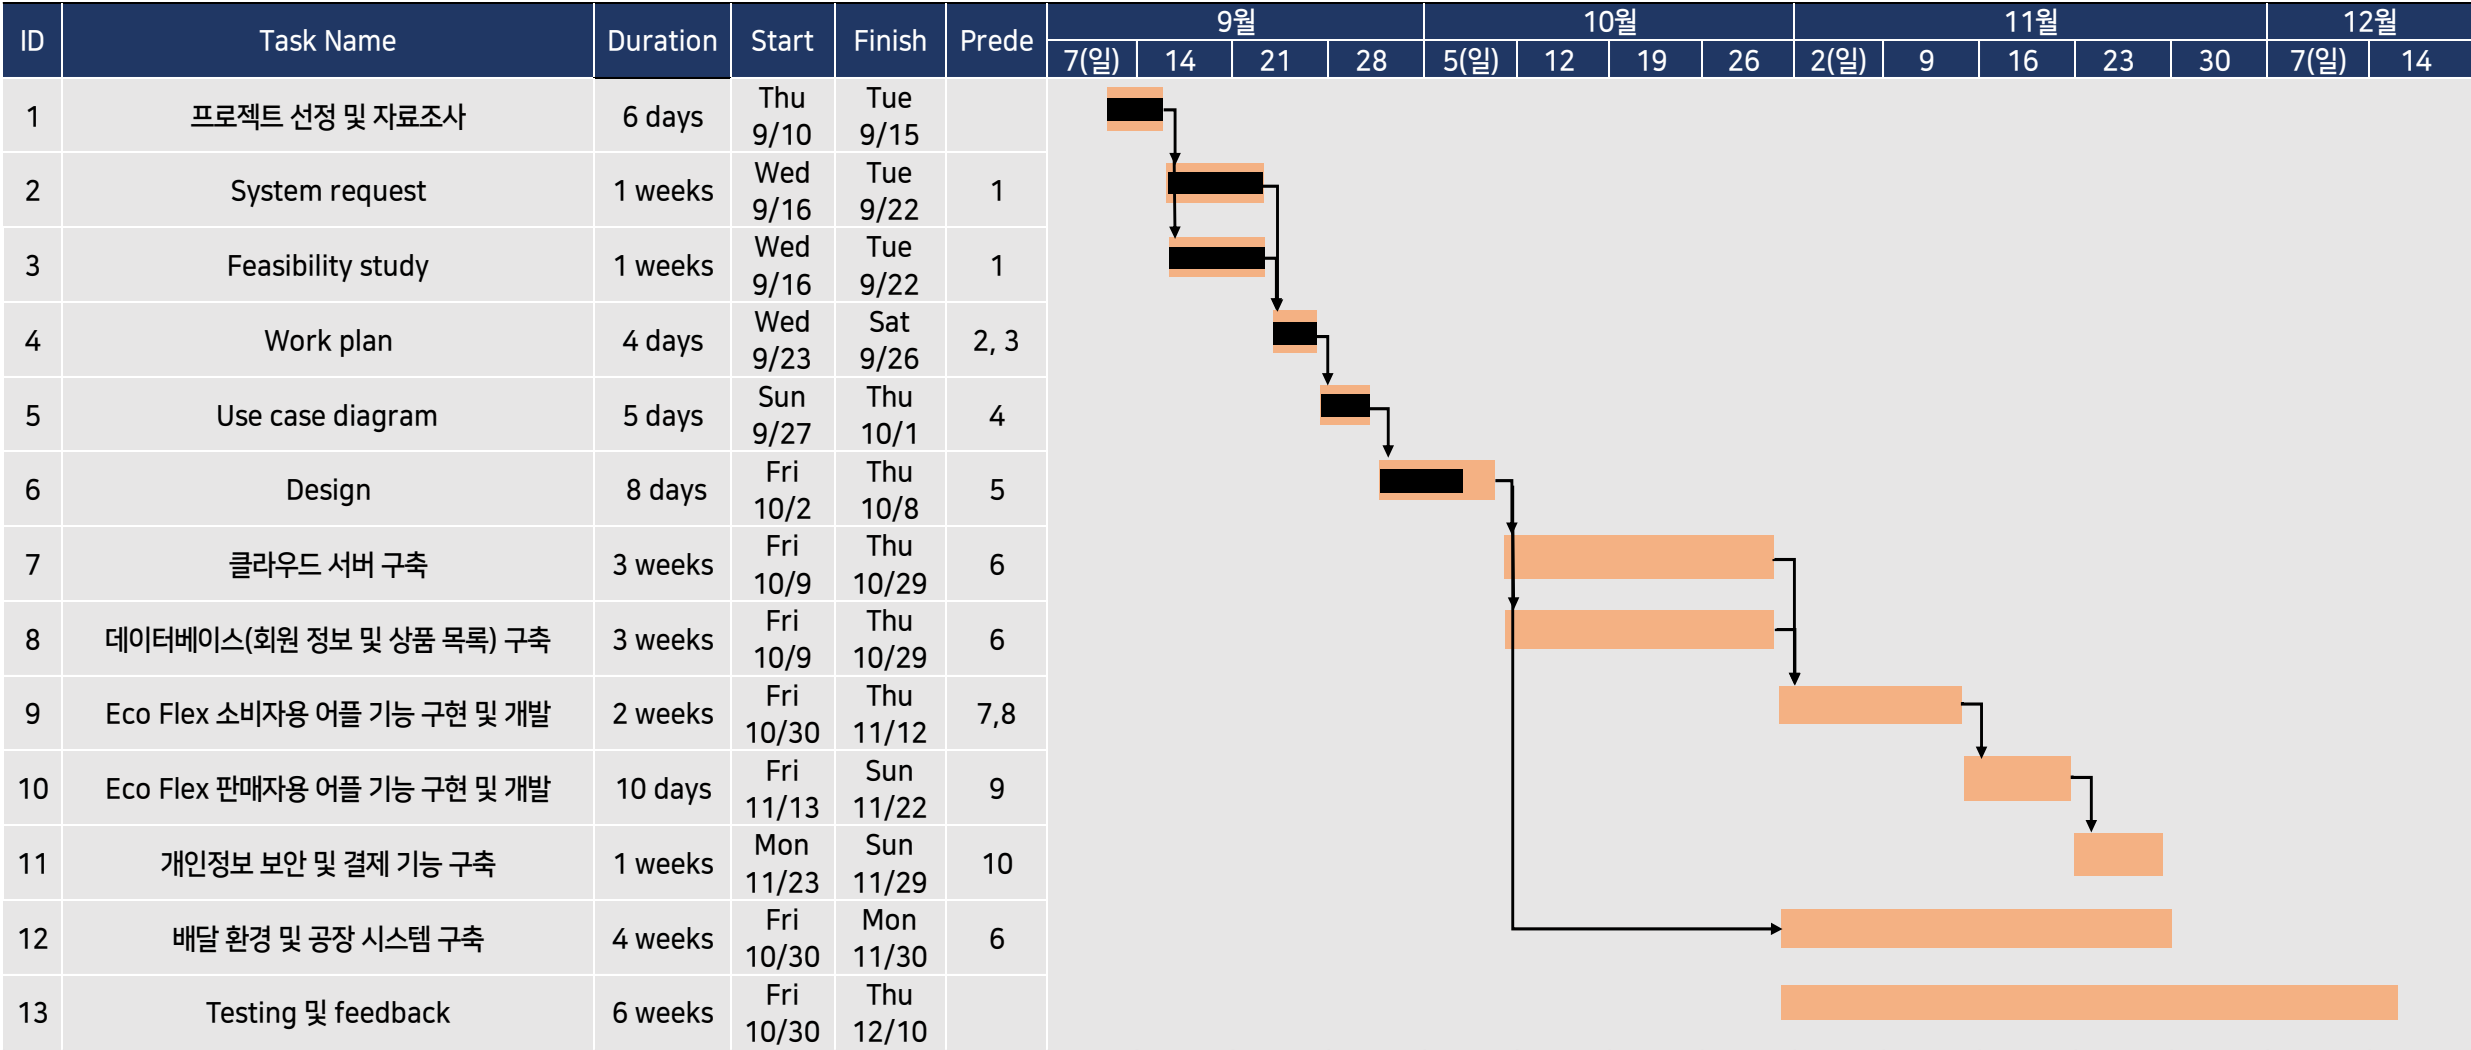 ID Task Name Duration Start Finish Prede 9월 10월 11월 12월
7(일) 14 21 28 5(일) 12 19 26 2(일) 9 16 23 30 7(일) 14
1 프로젝트 선정 및 자료조사 6 days Thu 9/10 Tue 9/15
2 System request 1 weeks Wed 9/16 Tue 9/22 1
3 Feasibility study 1 weeks Wed 9/16 Tue 9/22 1
4 Work plan 4 days Wed 9/23 Sat 9/26 2, 3
5 Use case diagram 5 days Sun 9/27 Thu 10/1 4
6 Design 8 days Fri 10/2 Thu 10/8 5
7 클라우드 서버 구축 3 weeks Fri 10/9 Thu 10/29 6
8 데이터베이스(회원 정보 및 상품 목록) 구축 3 weeks Fri 10/9 Thu 10/29 6
9 Eco Flex 소비자용 어플 기능 구현 및 개발 2 weeks Fri 10/30 Thu 11/12 7,8
10 Eco Flex 판매자용 어플 기능 구현 및 개발 10 days Fri 11/13 Sun 11/22 9
11 개인정보 보안 및 결제 기능 구축 1 weeks Mon 11/23 Sun 11/29 10
12 배달 환경 및 공장 시스템 구축 4 weeks Fri 10/30 Mon 11/30 6
13 Testing 및 feedback 6 weeks Fri 10/30 Thu 12/10